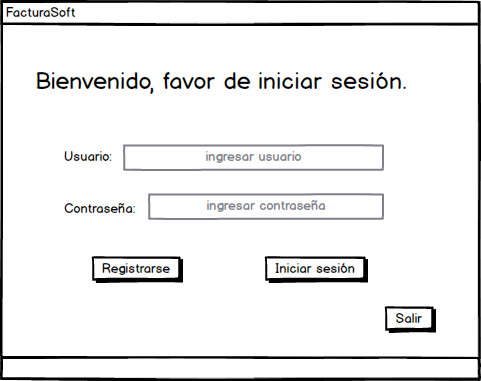 FacturaSoft
Bienvenido, favor de iniciar sesión.
Usuario: ingresar usuario
Contraseña: ingresar contraseña
Registrarse Iniciar sesión
Salir